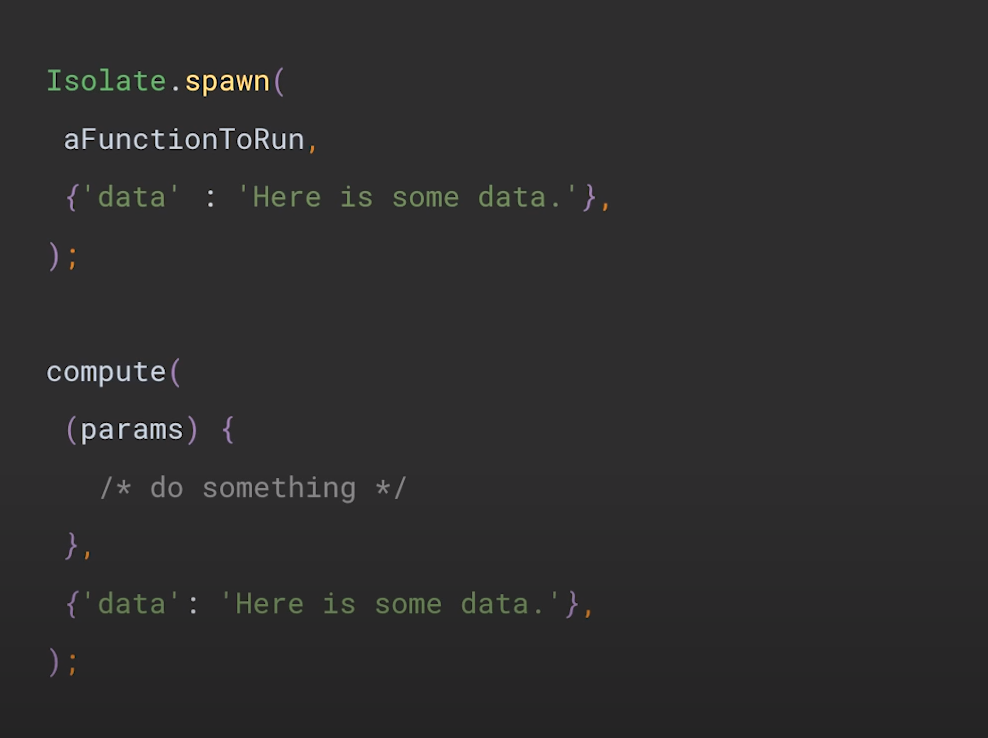 Isolate.spawn(
 aFunctionToRun,
 {'data' : 'Here is some data.'},
);

compute(
 (params) {
   /* do something */
 },
 {'data': 'Here is some data.'},
);